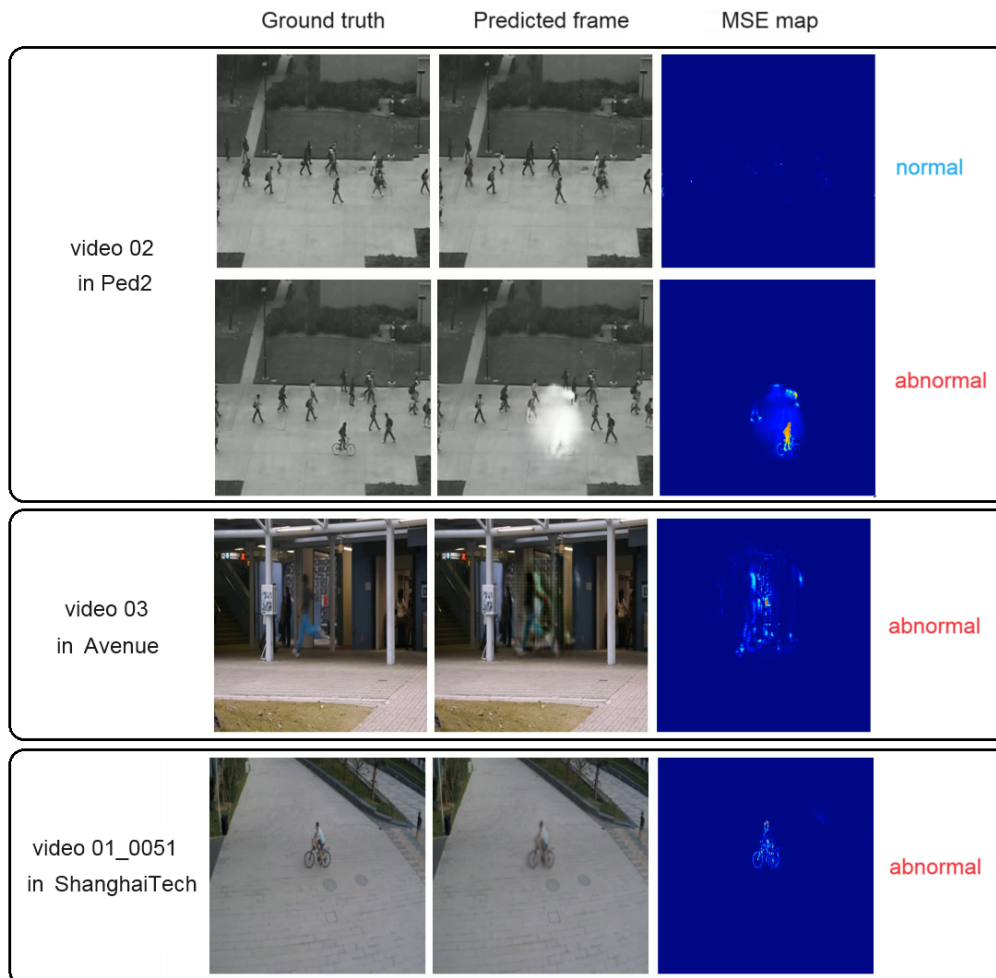 Ground truth Predicted frame MSE map
normal
video 02
in Ped2
abnormal
video 03
in Avenue
abnormal
video 01_0051
in ShanghaiTech
abnormal